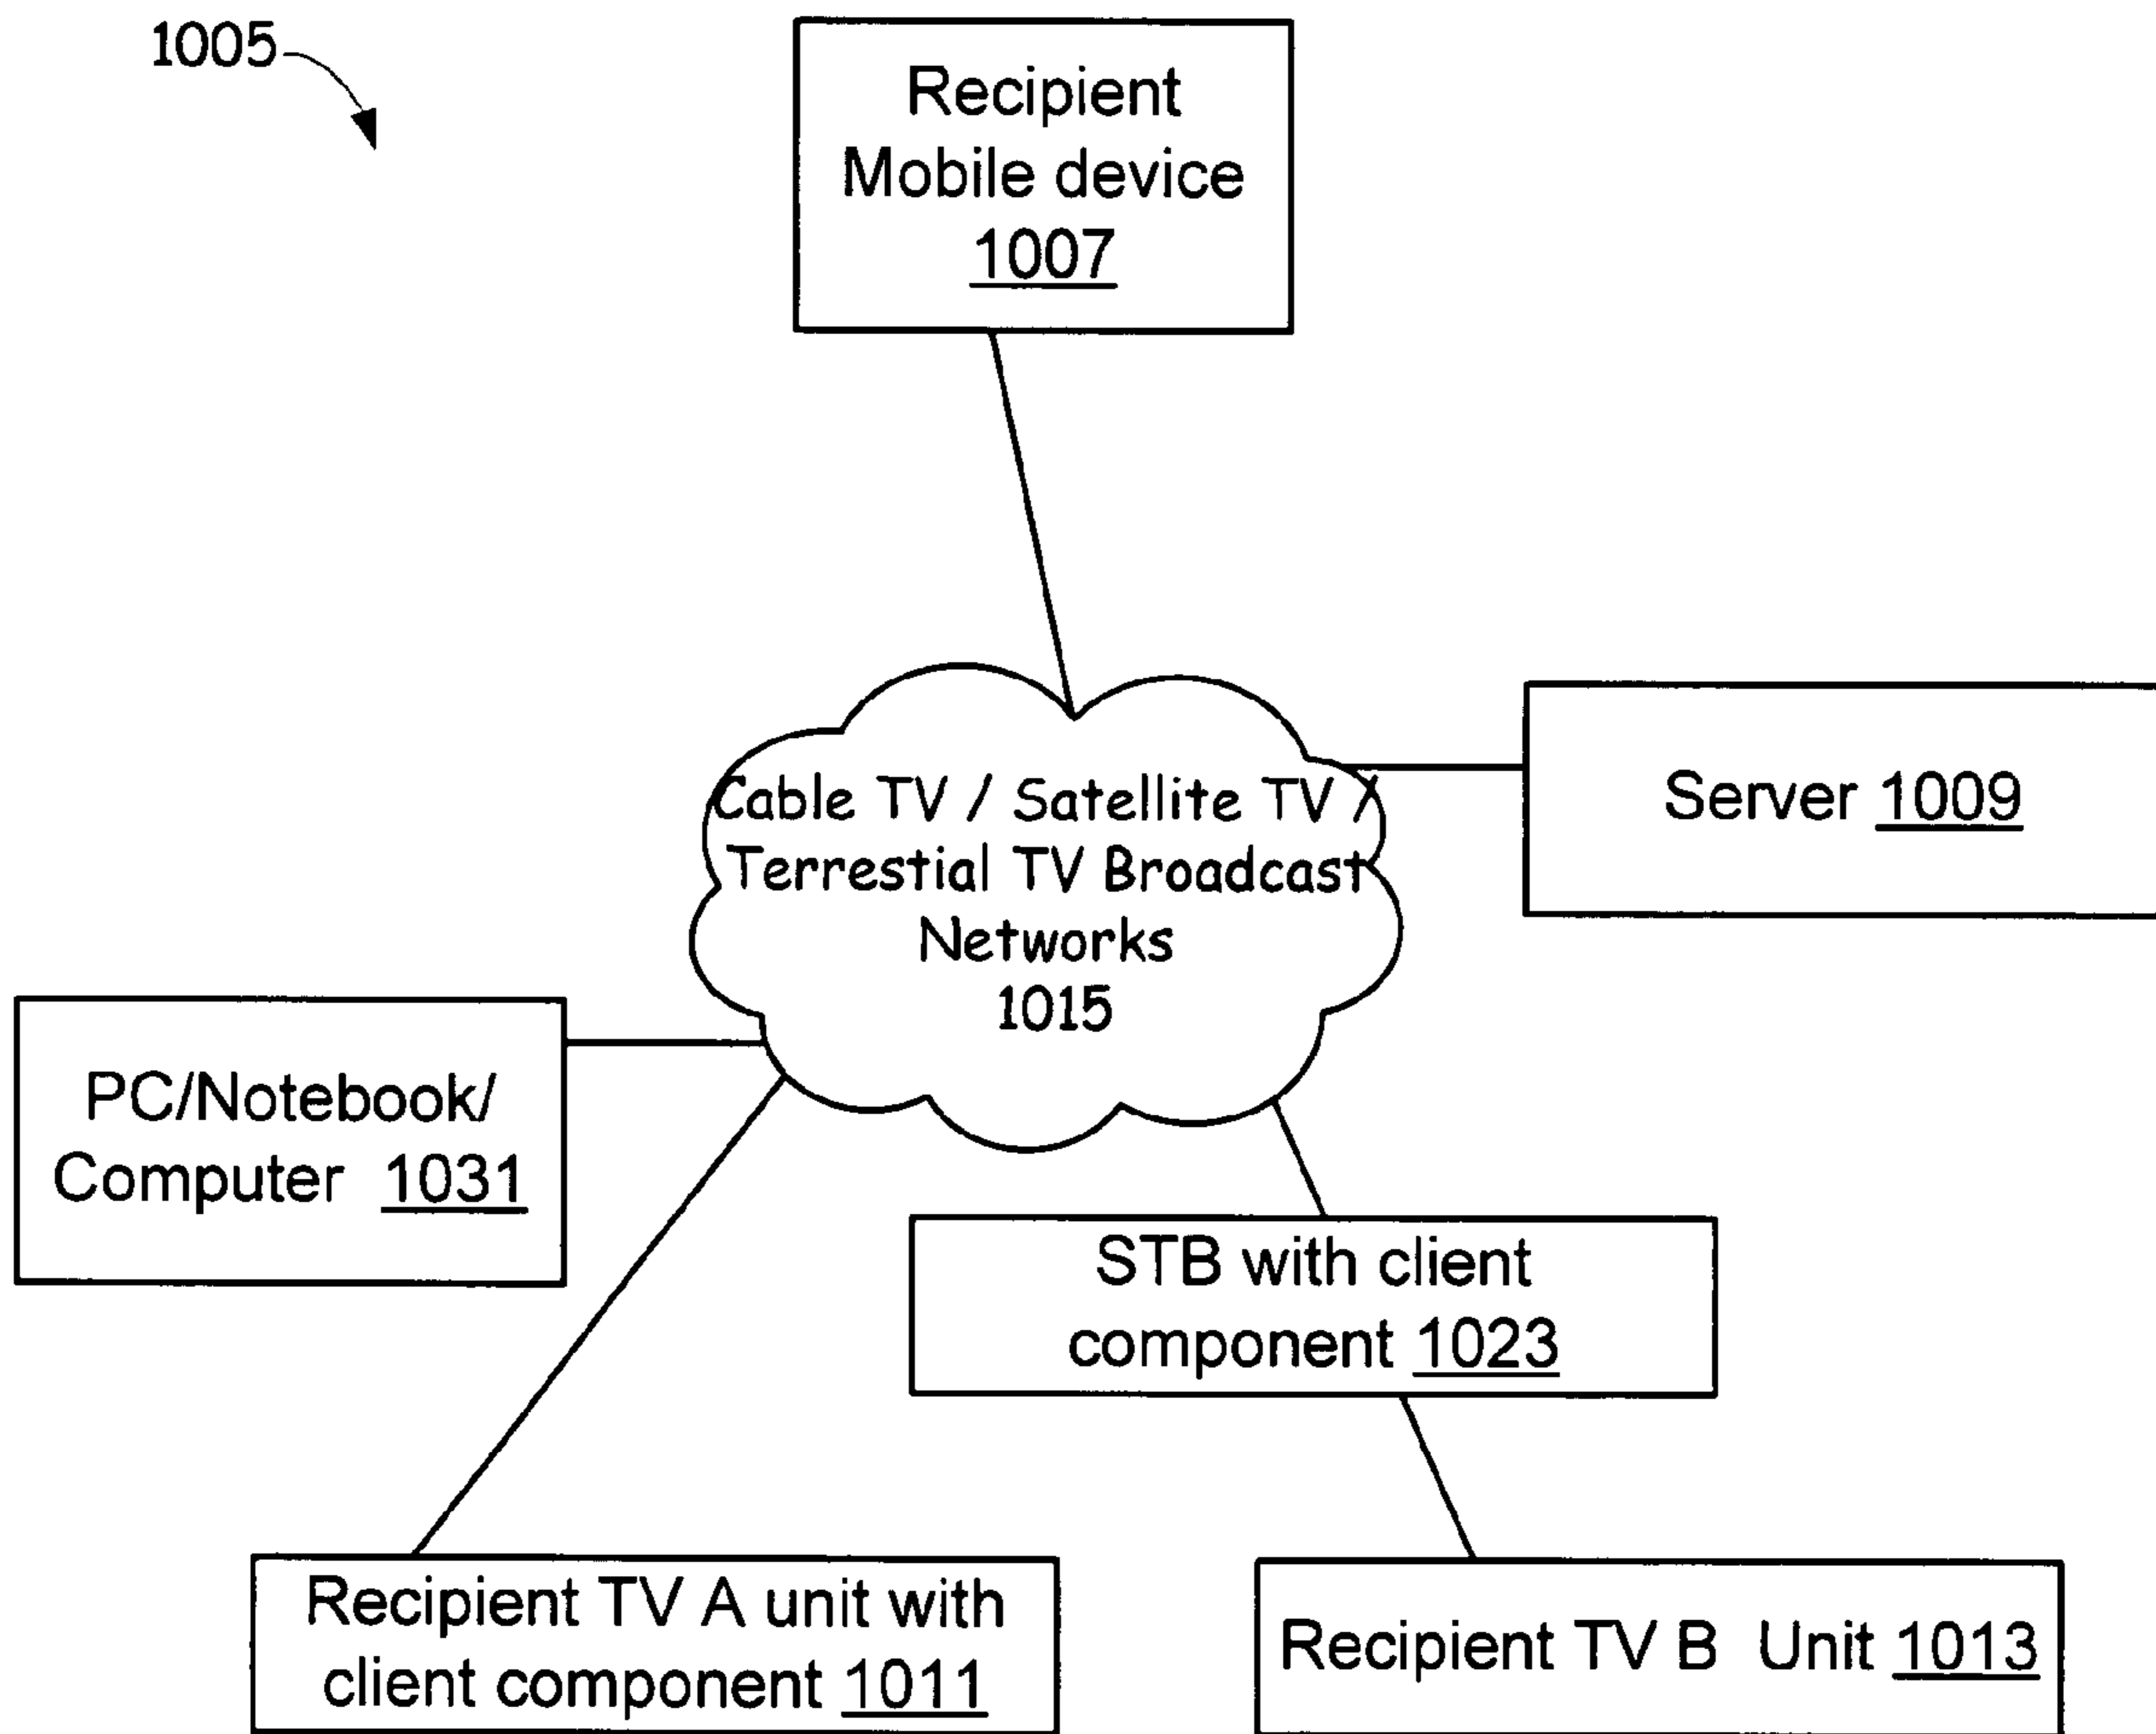 1005
Recipient
Mobile device
1007
Cable TV / Satellite TV /
Terrestial TV Broadcast
Networks
1015
Server 1009
PC/Notebook/
Computer 1031
STB with client
component 1023
Recipient TV A unit with
client component 1011
Recipient TV B Unit 1013